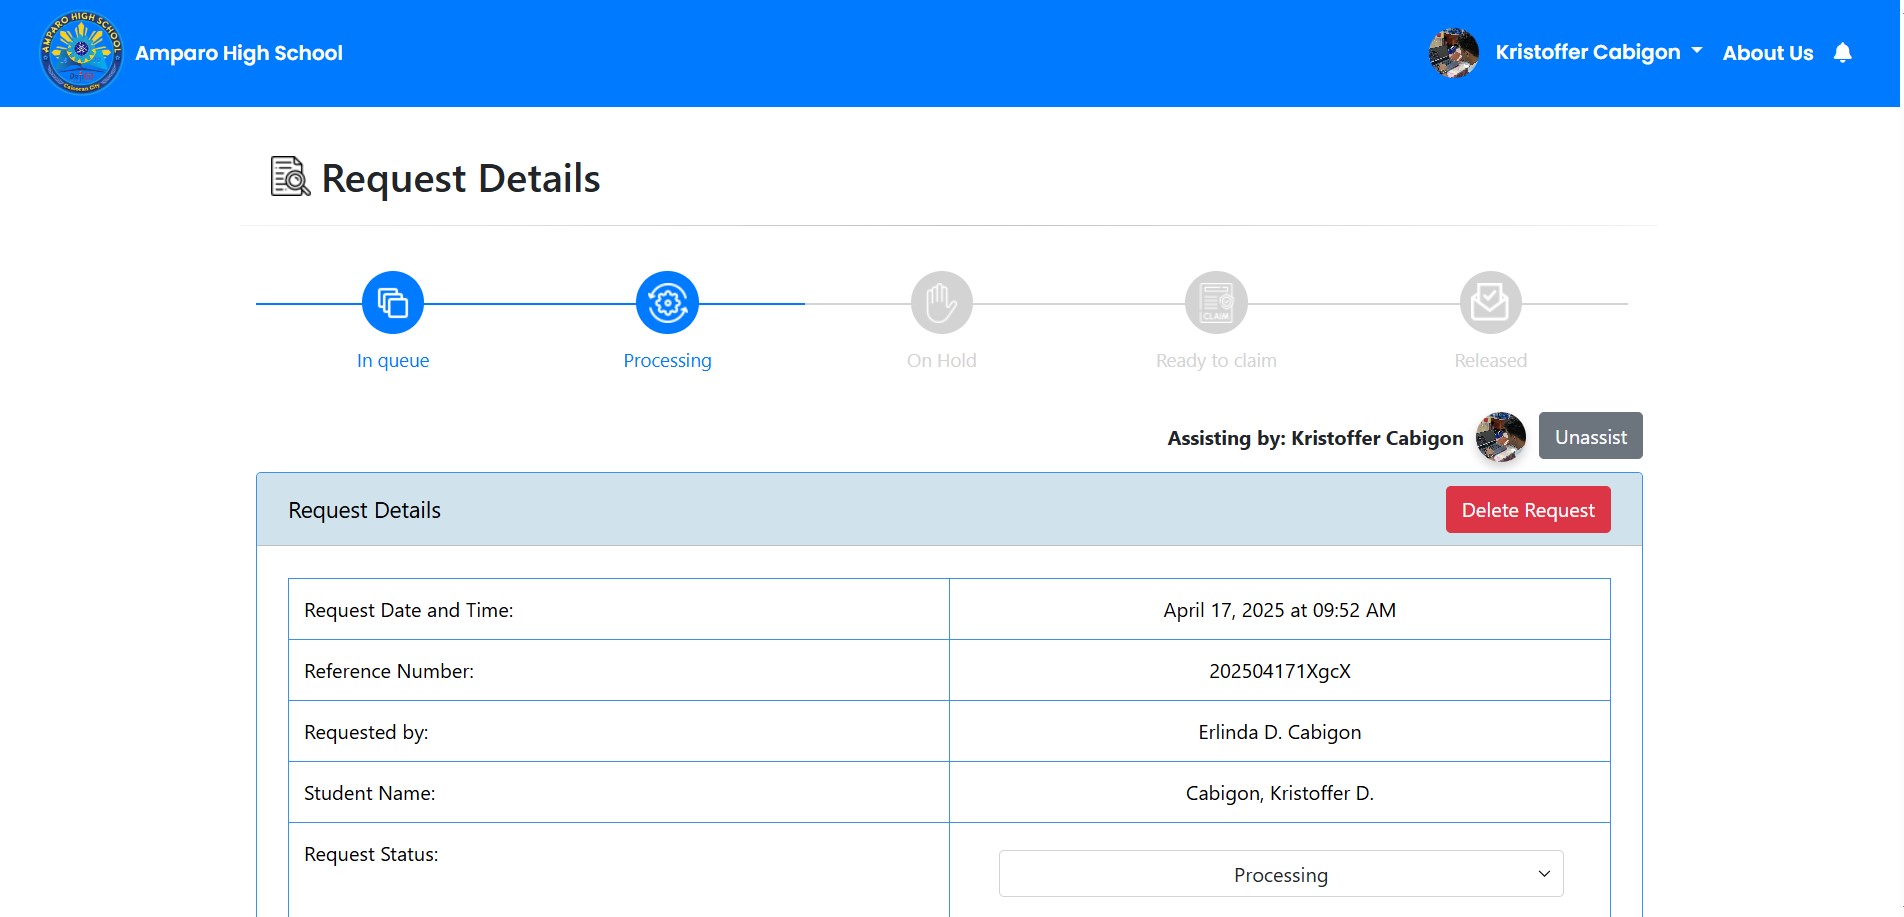 AMPARO HIGH SCHOOL
Caloocan City
Amparo High School
Kristoffer Cabigon
About Us
Request Details
CLAIM
In queue
Processing
On Hold
Ready to claim
Released
Assisting by: Kristoffer Cabigon
Unassist
Request Details
Delete Request
Request Date and Time: April 17, 2025 at 09:52 AM
Reference Number: 202504171XgcX
Requested by: Erlinda D. Cabigon
Student Name: Cabigon, Kristoffer D.
Request Status: Processing